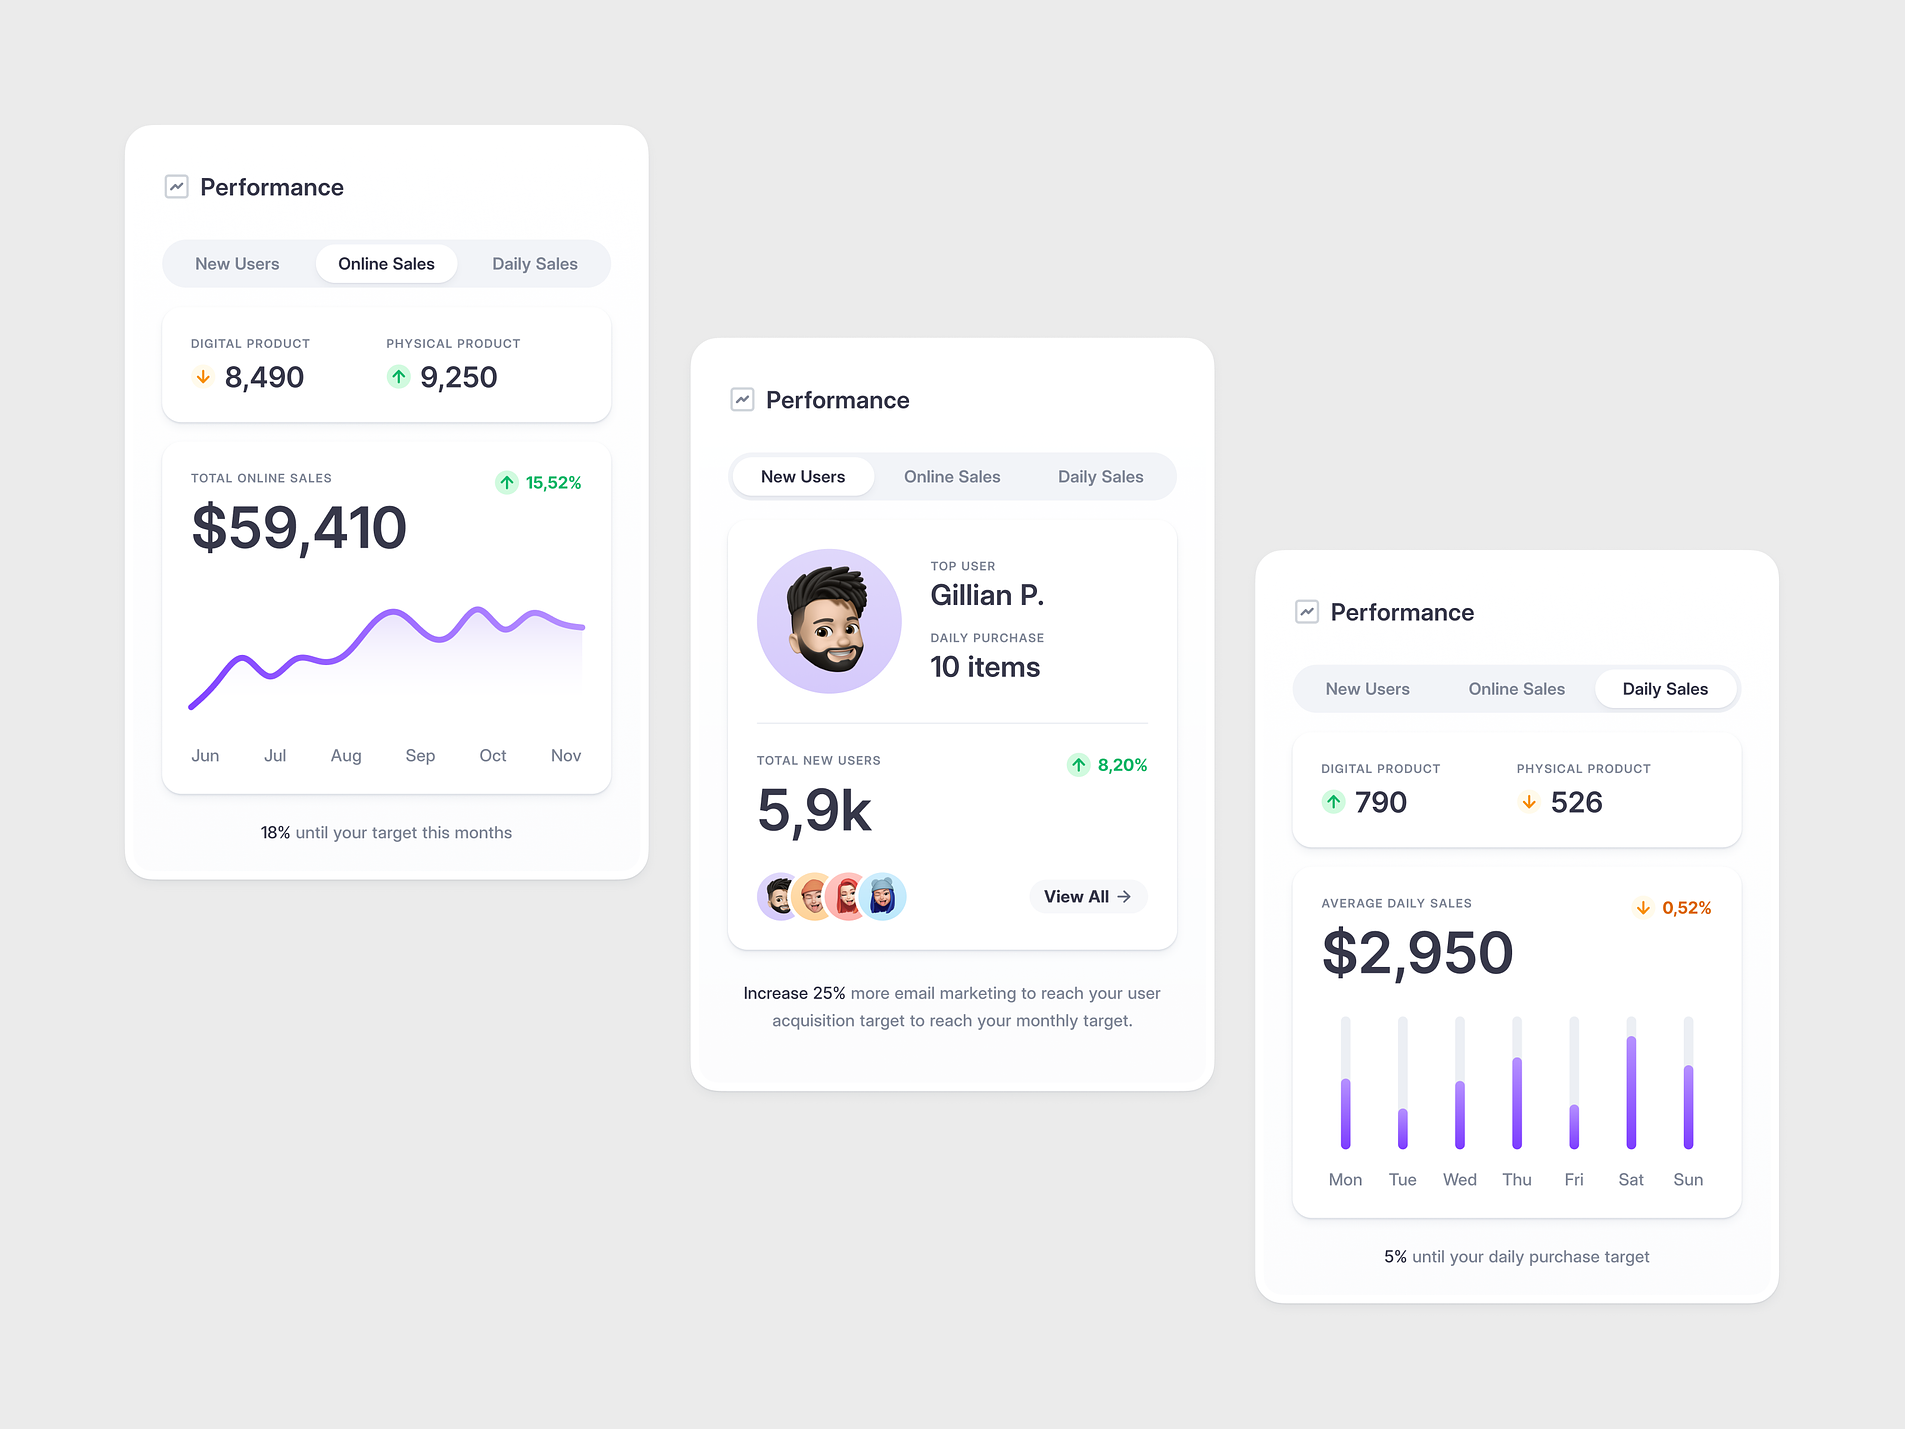 Performance
New Users Online Sales Daily Sales
DIGITAL PRODUCT PHYSICAL PRODUCT
8,490 9,250
TOTAL ONLINE SALES 15,52%
$59,410
Jun Jul Aug Sep Oct Nov
18% until your target this months
Performance
New Users Online Sales Daily Sales
TOP USER
Gillian P.
DAILY PURCHASE
10 items
TOTAL NEW USERS 8,20%
5,9k
View All →
Increase 25% more email marketing to reach your user
acquisition target to reach your monthly target.
Performance
New Users Online Sales Daily Sales
DIGITAL PRODUCT PHYSICAL PRODUCT
790 526
AVERAGE DAILY SALES 0,52%
$2,950
Mon Tue Wed Thu Fri Sat Sun
5% until your daily purchase target